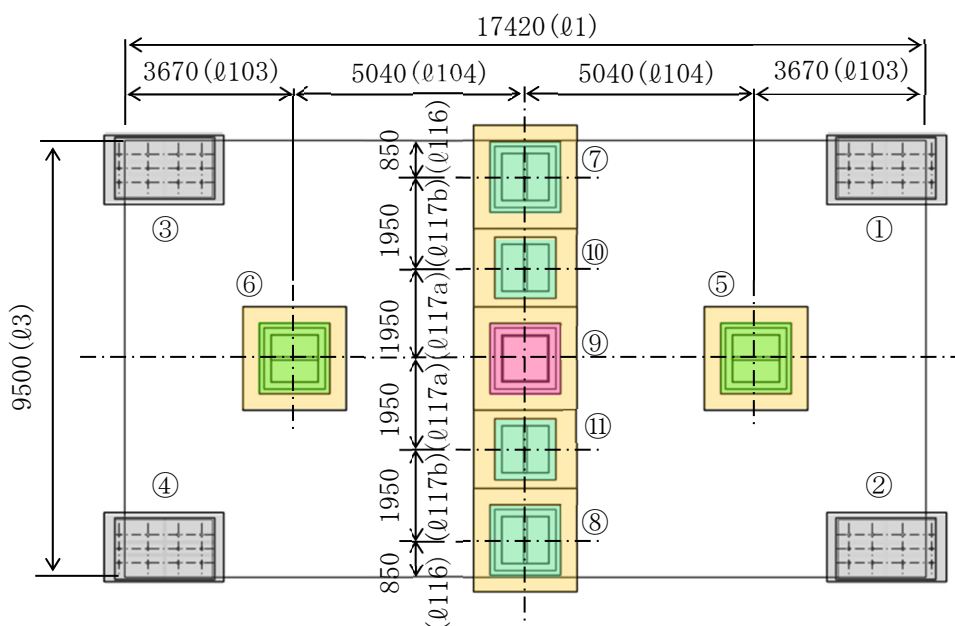 17420(ℓ1)
3670(ℓ103)
5040(ℓ104)
5040(ℓ104)
3670(ℓ103)
850
(ℓ116)
⑦
③
①
1950
(ℓ117b)
⑩
⑥
⑤
1950
(ℓ117a)
⑨
9500(ℓ3)
1950
(ℓ117a)
⑪
④
②
1950
(ℓ117b)
⑧
850
(ℓ116)